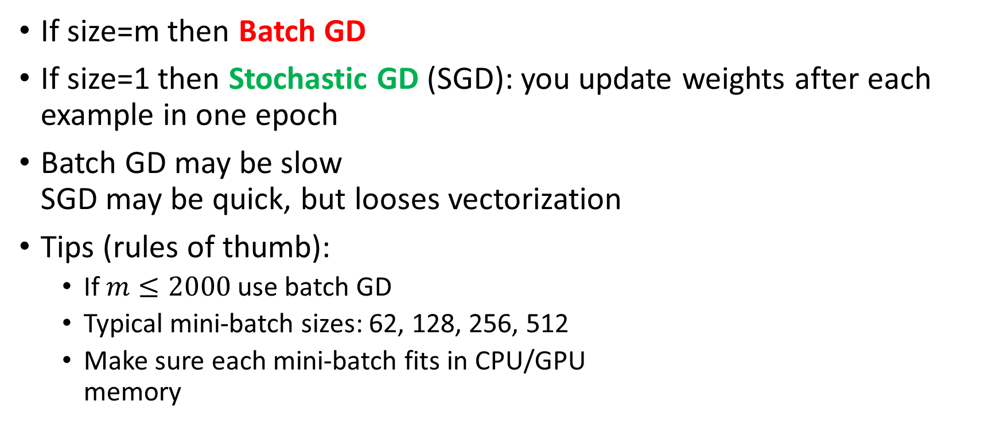 • If size=m then Batch GD
• If size=1 then Stochastic GD (SGD): you update weights after each
example in one epoch
• Batch GD may be slow
SGD may be quick, but looses vectorization
• Tips (rules of thumb):
• If m ≤ 2000 use batch GD
• Typical mini-batch sizes: 62, 128, 256, 512
• Make sure each mini-batch fits in CPU/GPU
memory